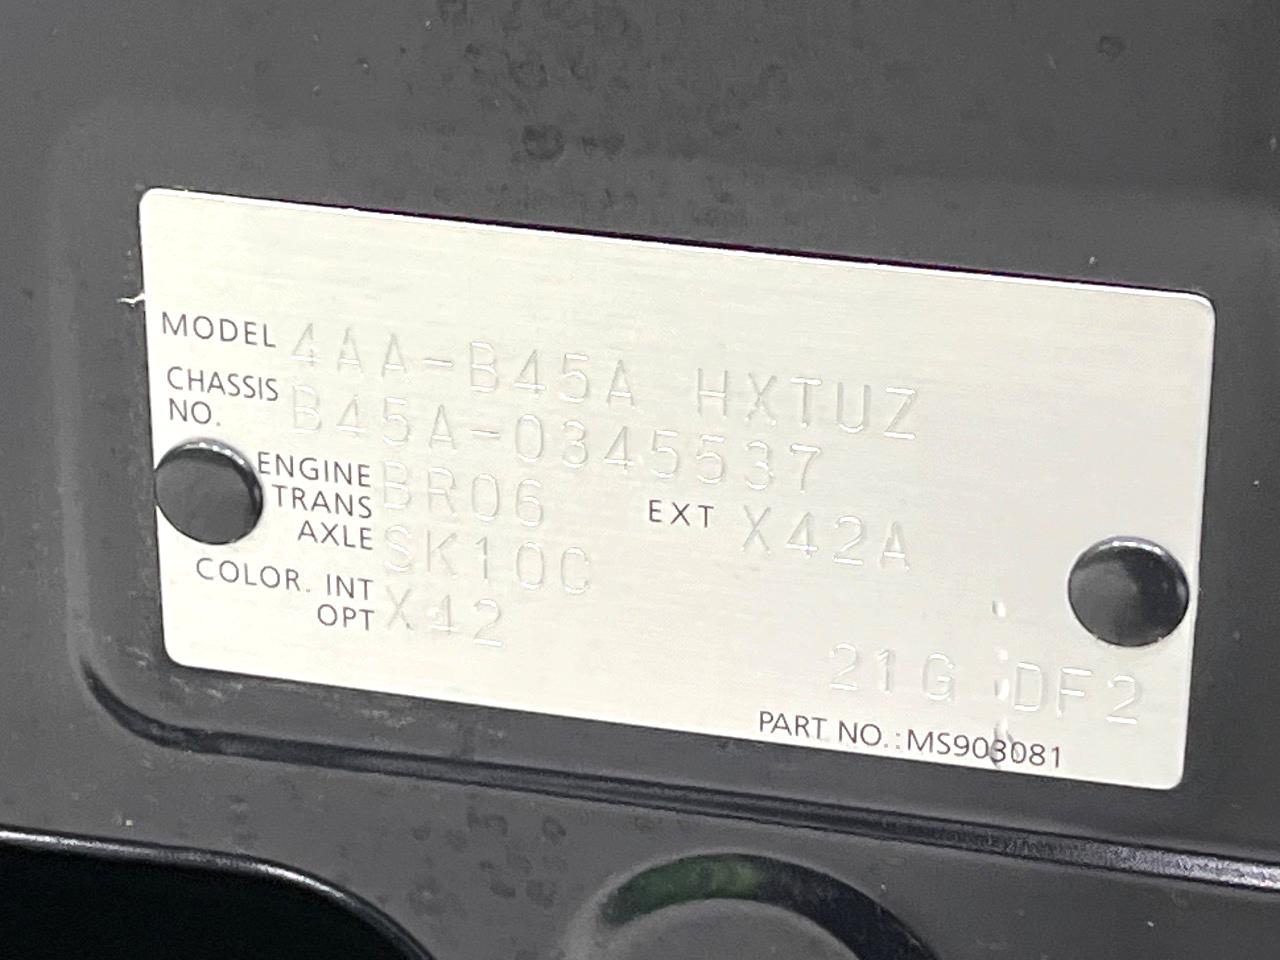 MODEL 4AA-B45A HXTUZ
CHASSIS NO. B45A-0345537
ENGINE BR06 EXT X42A
TRANS AXLE SK10C
COLOR. INT OPT X42
21G DF2
PART NO.:MS903081